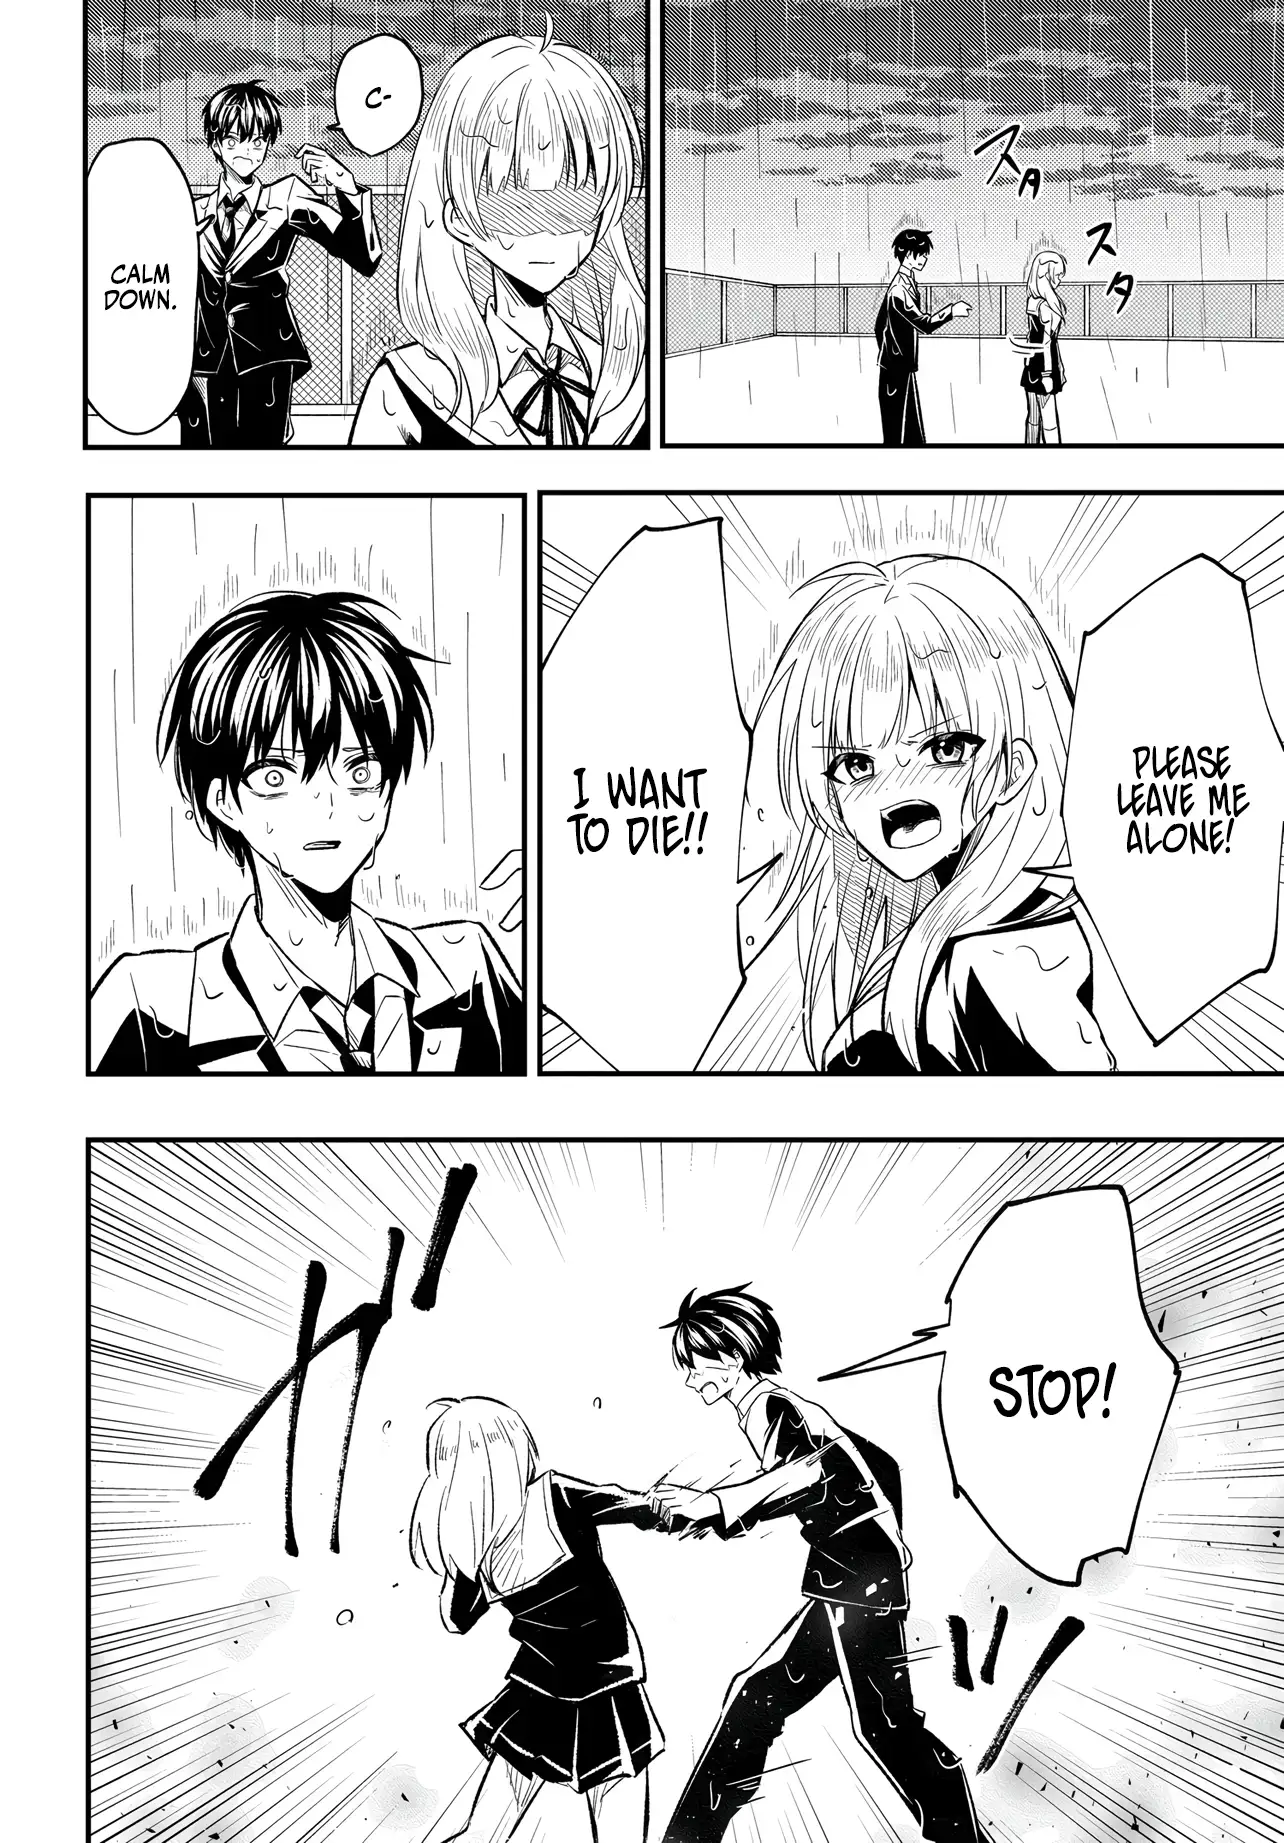 スタ
スタ
C-
CALM
DOWN.
PLEASE
LEAVE ME
ALONE!
I WANT
TO DIE!!
STOP!
ガッ